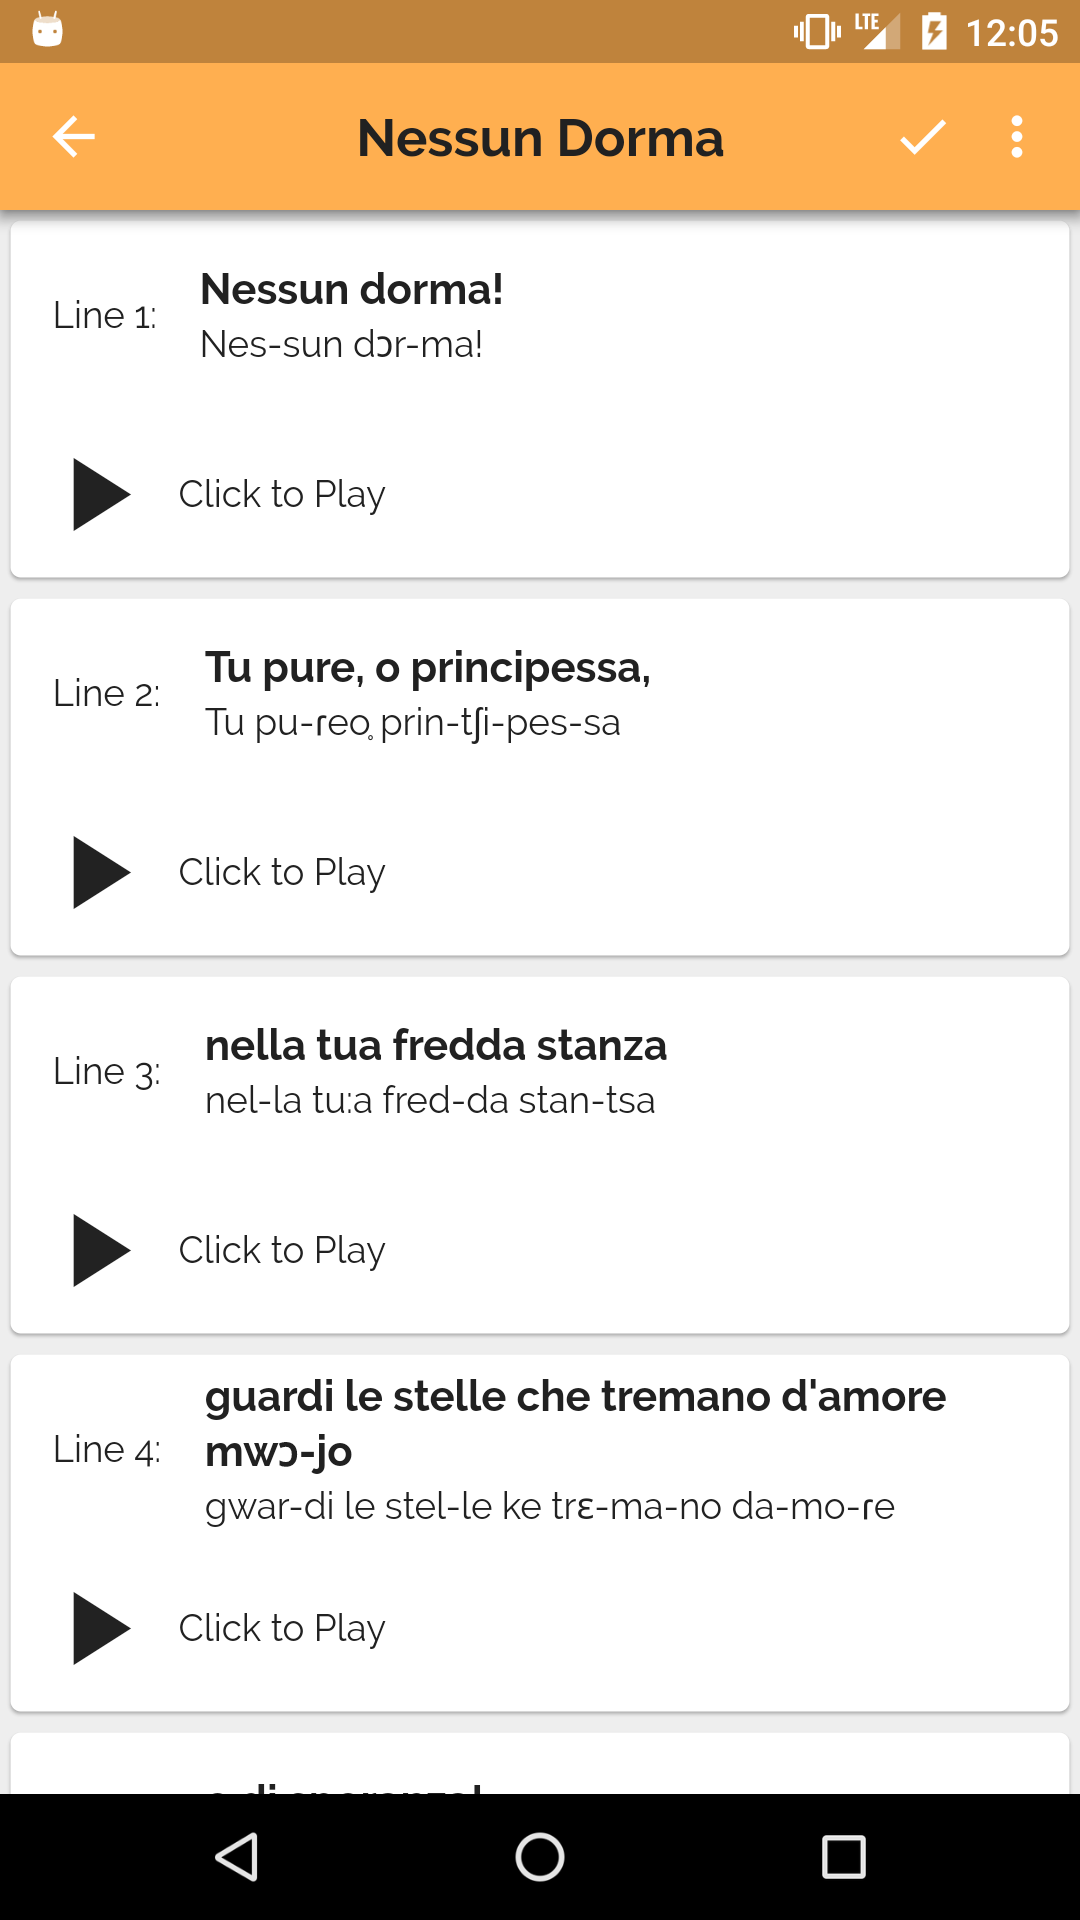 LTE 12:05
Nessun Dorma
Line 1:
Nessun dorma!
Nes-sun dɔr-ma!
Click to Play
Line 2:
Tu pure, o principessa,
Tu pu-ɾeo̥ prin-tʃi-pes-sa
Click to Play
Line 3:
nella tua fredda stanza
nel-la tu:a fred-da stan-tsa
Click to Play
Line 4:
guardi le stelle che tremano d'amore
mwɔ-jo
gwar-di le stel-le ke trɛ-ma-no da-mo-ɾe
Click to Play
e di speranza!